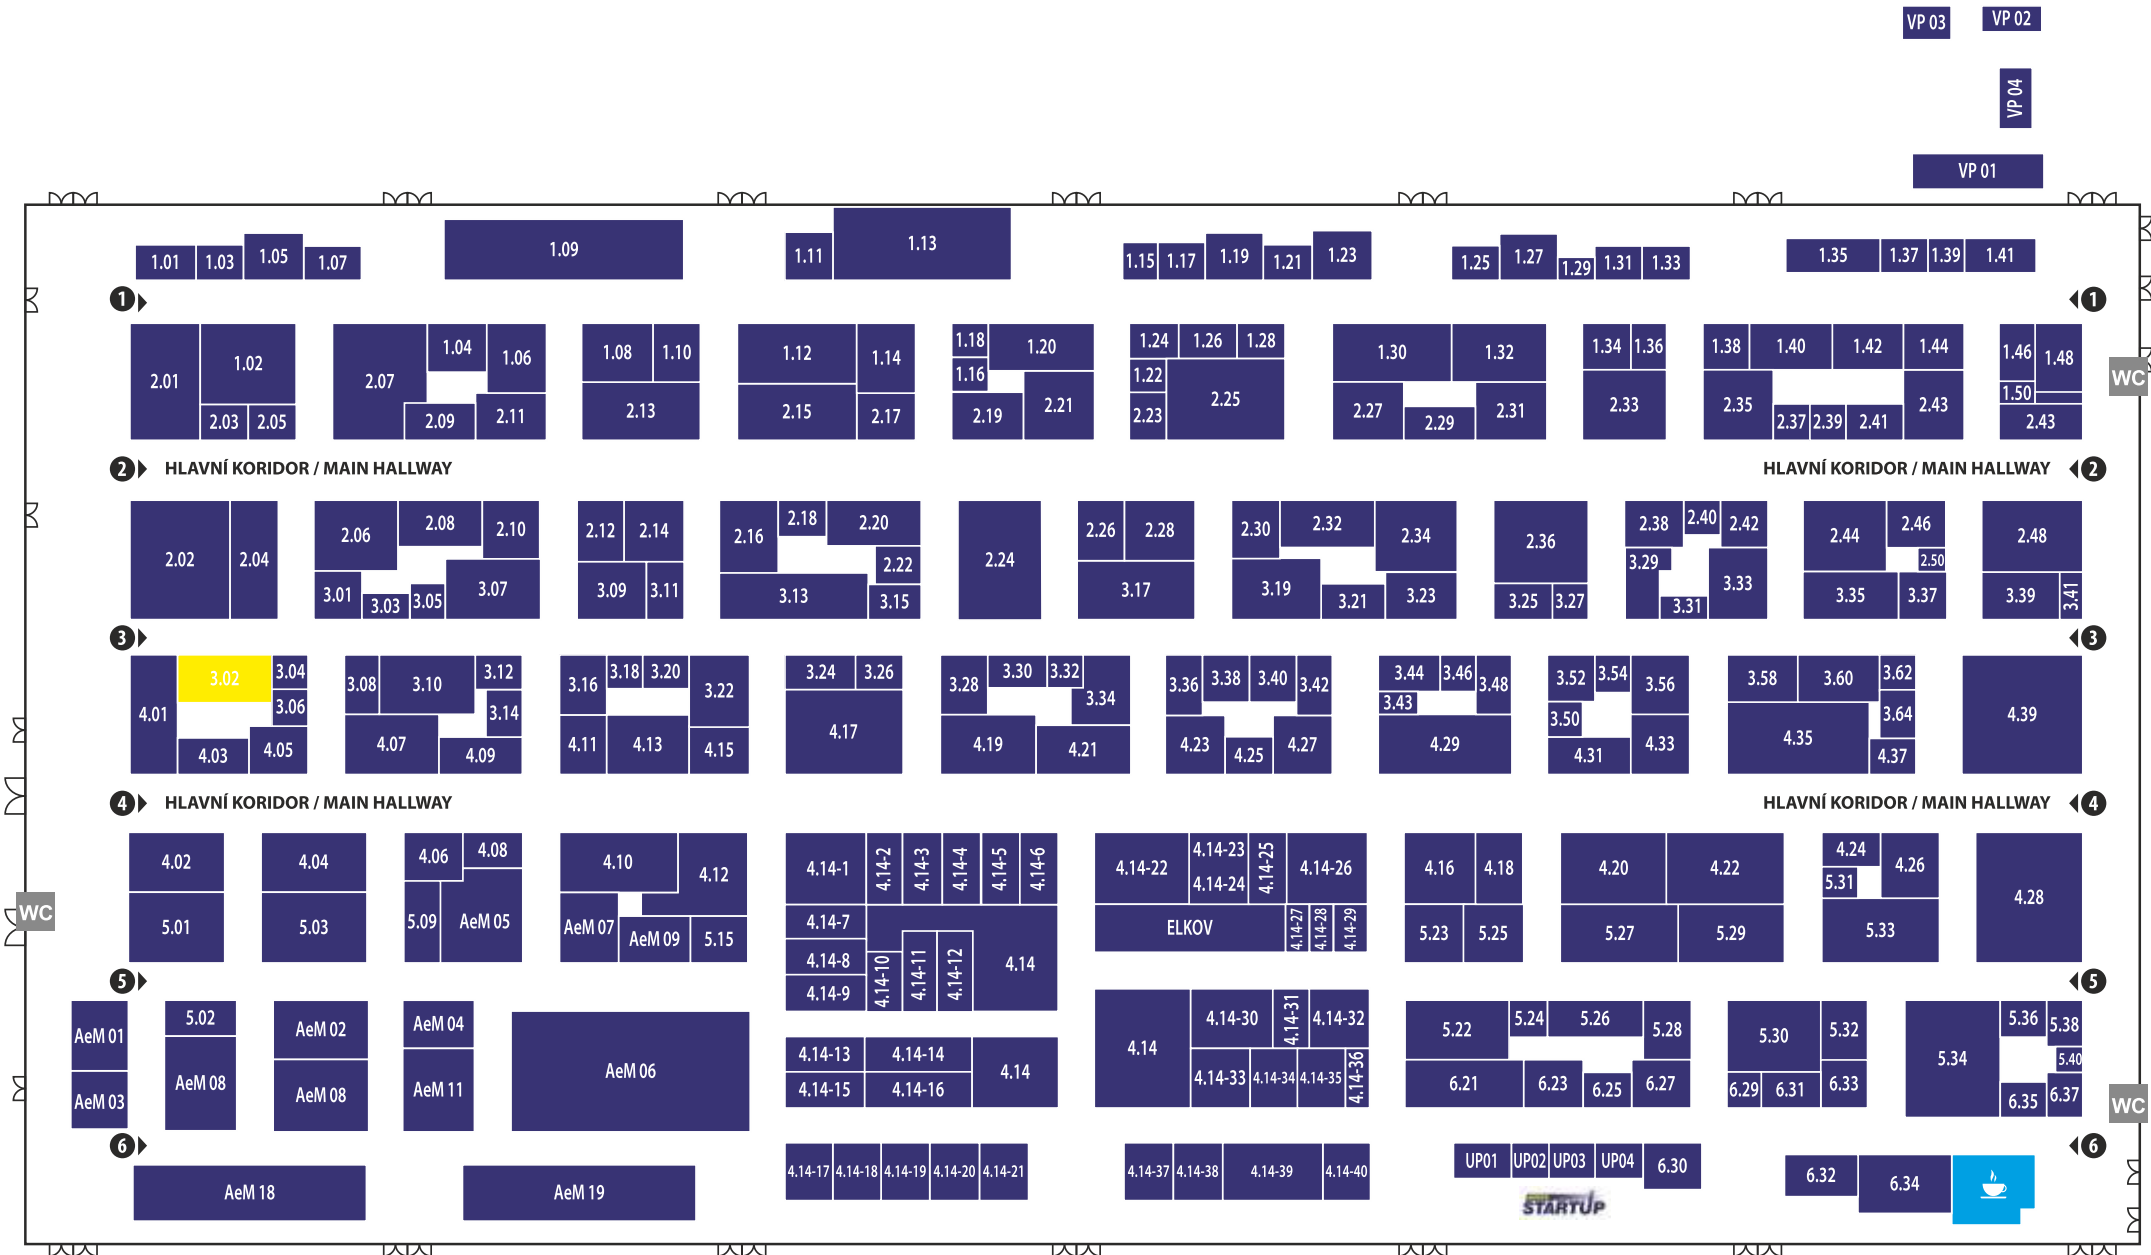 VP 03 VP 02
VP 04
VP 01
1.01 1.03 1.05 1.07 1.09 1.11 1.13 1.15 1.17 1.19 1.21 1.23 1.25 1.27 1.29 1.31 1.33 1.35 1.37 1.39 1.41
1 1
2.01 1.02 2.07 1.04 1.06 1.08 1.10 1.12 1.14 1.18 1.20 1.24 1.26 1.28 1.30 1.32 1.34 1.36 1.38 1.40 1.42 1.44 1.46 1.48
1.16 1.22 1.50
2.03 2.05 2.09 2.11 2.13 2.15 2.17 2.19 2.21 2.23 2.25 2.27 2.29 2.31 2.33 2.35 2.37 2.39 2.41 2.43 2.43
2 HLAVNÍ KORIDOR / MAIN HALLWAY HLAVNÍ KORIDOR / MAIN HALLWAY 2
WC
2.02 2.04 2.06 2.08 2.10 2.12 2.14 2.16 2.18 2.20 2.24 2.26 2.28 2.30 2.32 2.34 2.36 2.38 2.40 2.42 2.44 2.46 2.48
2.22 3.29 2.50
3.01 3.03 3.05 3.07 3.09 3.11 3.13 3.15 3.17 3.19 3.21 3.23 3.25 3.27 3.31 3.33 3.35 3.37 3.39 3.41
3 3
4.01 3.02 3.04 3.08 3.10 3.12 3.16 3.18 3.20 3.22 3.24 3.26 3.28 3.30 3.32 3.34 3.36 3.38 3.40 3.42 3.44 3.46 3.48 3.52 3.54 3.56 3.58 3.60 3.62 4.39
3.06 3.14 3.43 3.50 3.64
4.03 4.05 4.07 4.09 4.11 4.13 4.15 4.17 4.19 4.21 4.23 4.25 4.27 4.29 4.31 4.33 4.35 4.37
4 HLAVNÍ KORIDOR / MAIN HALLWAY HLAVNÍ KORIDOR / MAIN HALLWAY 4
4.02 4.04 4.06 4.08 4.10 4.12 4.14-1 4.14-2 4.14-3 4.14-4 4.14-5 4.14-6 4.14-22 4.14-23 4.14-24 4.14-25 4.14-26 4.16 4.18 4.20 4.22 4.24 4.26 4.28
5.31
WC
5.01 5.03 5.09 AeM 05 AeM 07 AeM 09 5.15 4.14-7 ELKOV 4.14-27 4.14-28 4.14-29 5.23 5.25 5.27 5.29 5.33
4.14-8 4.14-10 4.14-11 4.14-12 4.14
4.14-9
5 5
AeM 01 5.02 AeM 02 AeM 04 AeM 06 4.14 4.14-30 4.14-31 4.14-32 5.22 5.24 5.26 5.28 5.30 5.32 5.34 5.36 5.38
4.14-13 4.14-14 4.14 5.40
AeM 03 AeM 08 AeM 08 AeM 11 4.14-15 4.14-16 4.14-33 4.14-34 4.14-35 4.14-36 6.21 6.23 6.25 6.27 6.29 6.31 6.33 6.35 6.37
WC
6 6
AeM 18 AeM 19 4.14-17 4.14-18 4.14-19 4.14-20 4.14-21 4.14-37 4.14-38 4.14-39 4.14-40 UP01 UP02 UP03 UP04 6.30 6.32 6.34
STARTUP